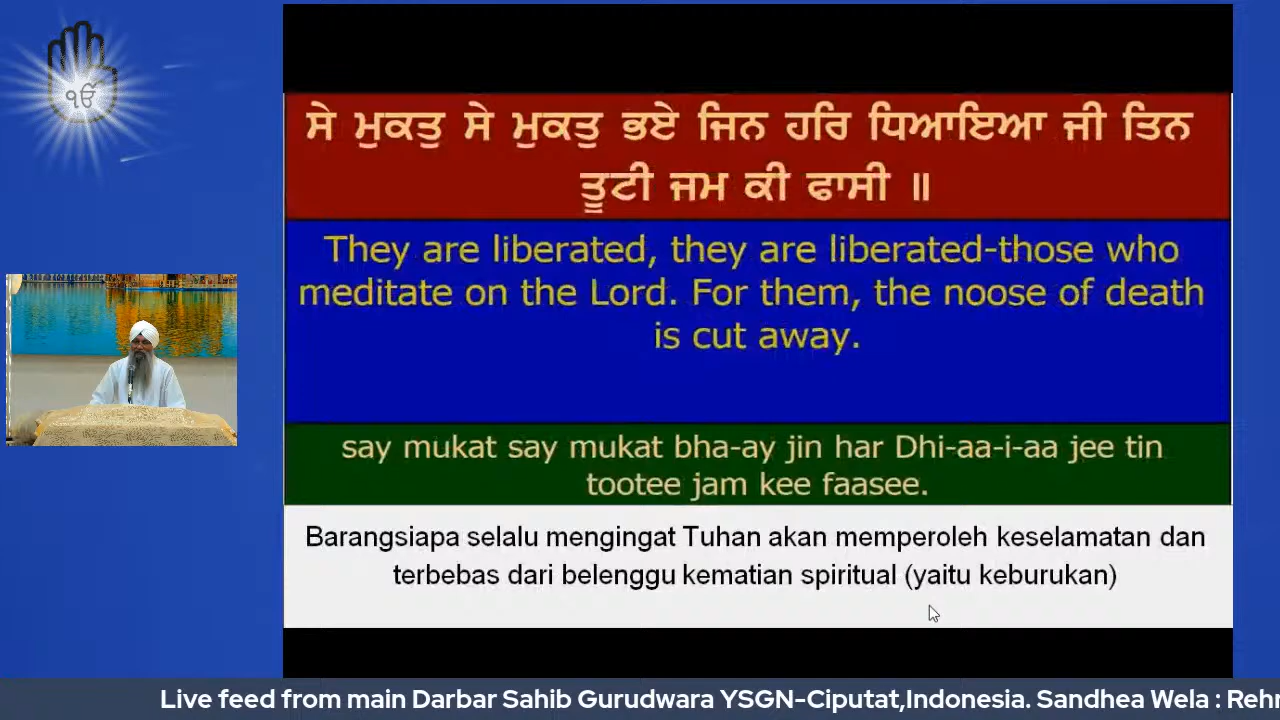 ੴ
ਸੇ ਮੁਕਤੁ ਸੇ ਮੁਕਤੁ ਭਏ ਜਿਨ ਹਰਿ ਧਿਆਇਆ ਜੀ ਤਿਨ
ਤੂਟੀ ਜਮ ਕੀ ਫਾਸੀ ॥
They are liberated, they are liberated-those who
meditate on the Lord. For them, the noose of death
is cut away.
say mukat say mukat bha-ay jin har Dhi-aa-i-aa jee tin
tootee jam kee faasee.
Barangsiapa selalu mengingat Tuhan akan memperoleh keselamatan dan
terbebas dari belenggu kematian spiritual (yaitu keburukan)
Live feed from main Darbar Sahib Gurudwara YSGN-Ciputat,Indonesia. Sandhea Wela :